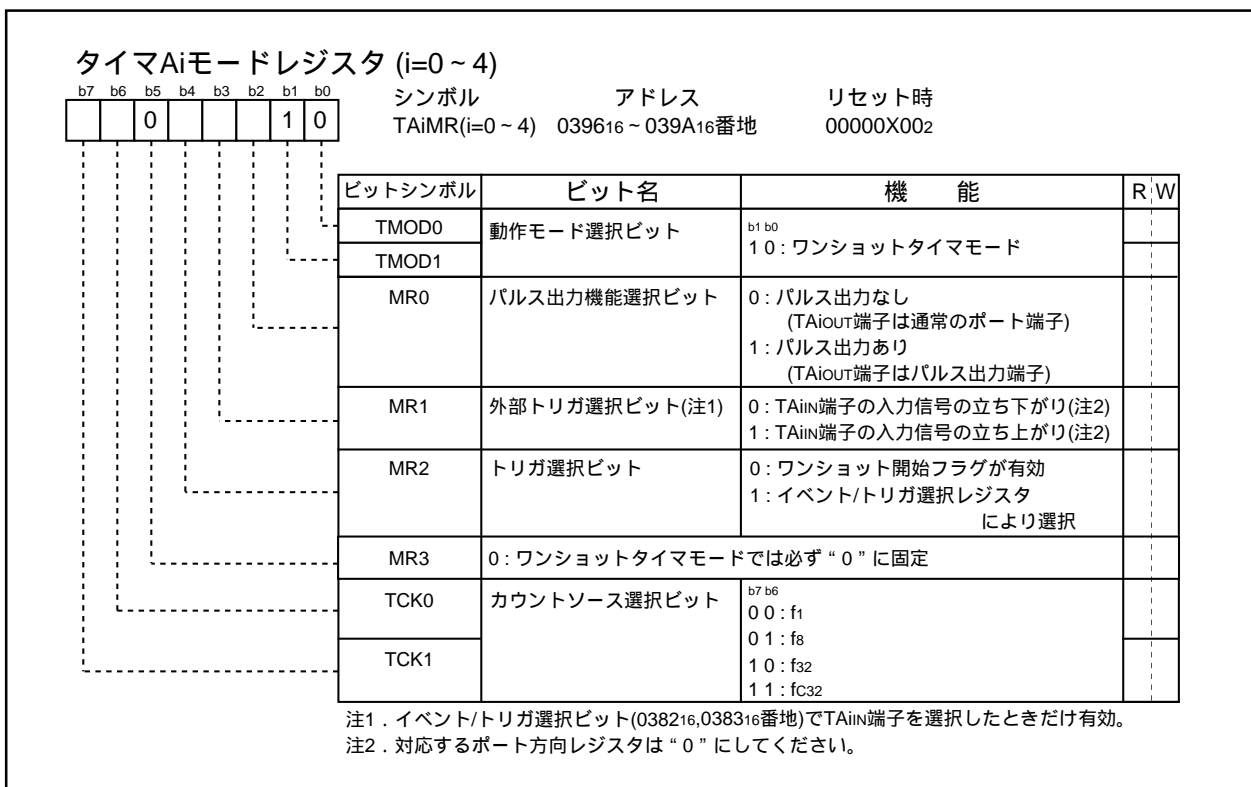 タイマAiモードレジスタ (i=0~4)
b7 b6 b5 b4 b3 b2 b1 b0
0 1 0
シンボル アドレス リセット時
TAiMR(i=0~4) 039616~039A16番地 00000X002
ビットシンボル ビット名 機 能 R W
TMOD0 動作モード選択ビット b1 b0
1 0 : ワンショットタイマモード
TMOD1
MR0 パルス出力機能選択ビット 0 : パルス出力なし
(TAiOUT端子は通常のポート端子)
1 : パルス出力あり
(TAiOUT端子はパルス出力端子)
MR1 外部トリガ選択ビット(注1) 0 : TAiIN端子の入力信号の立ち下がり(注2)
1 : TAiIN端子の入力信号の立ち上がり(注2)
MR2 トリガ選択ビット 0 : ワンショット開始フラグが有効
1 : イベント/トリガ選択レジスタ
により選択
MR3 0 : ワンショットタイマモードでは必ず“0”に固定
TCK0 カウントソース選択ビット b7 b6
0 0 : f1
0 1 : f8
TCK1 1 0 : f32
1 1 : fC32
注1．イベント/トリガ選択ビット(038216,038316番地)でTAiIN端子を選択したときだけ有効。
注2．対応するポート方向レジスタは“0”にしてください。